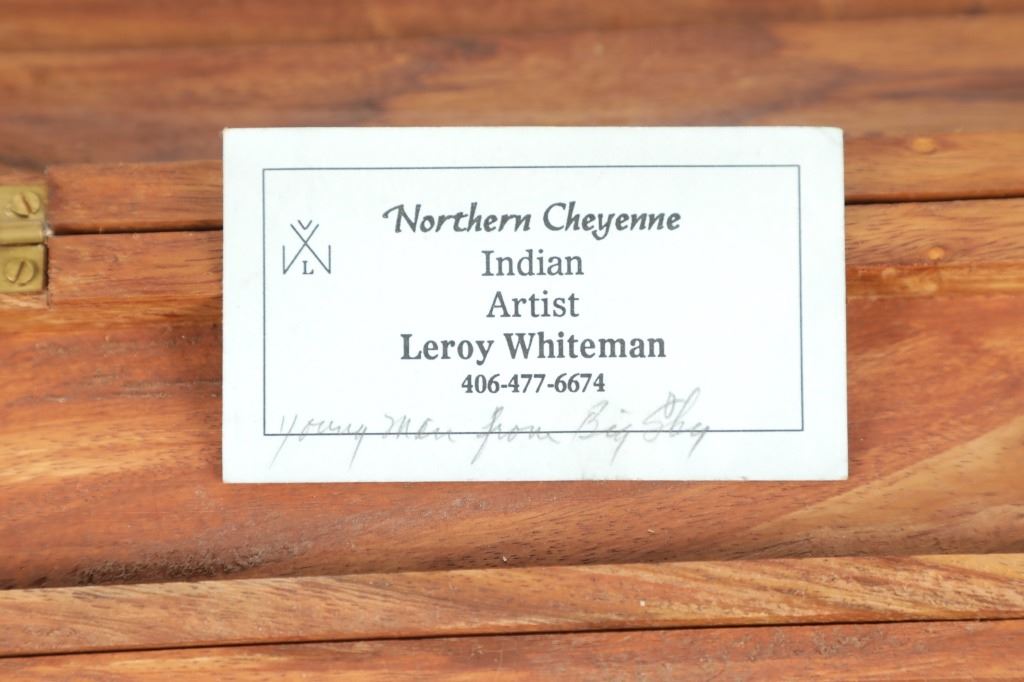 Northern Cheyenne
Indian
L
Artist
Leroy Whiteman
406-477-6674
young man from Big Sky